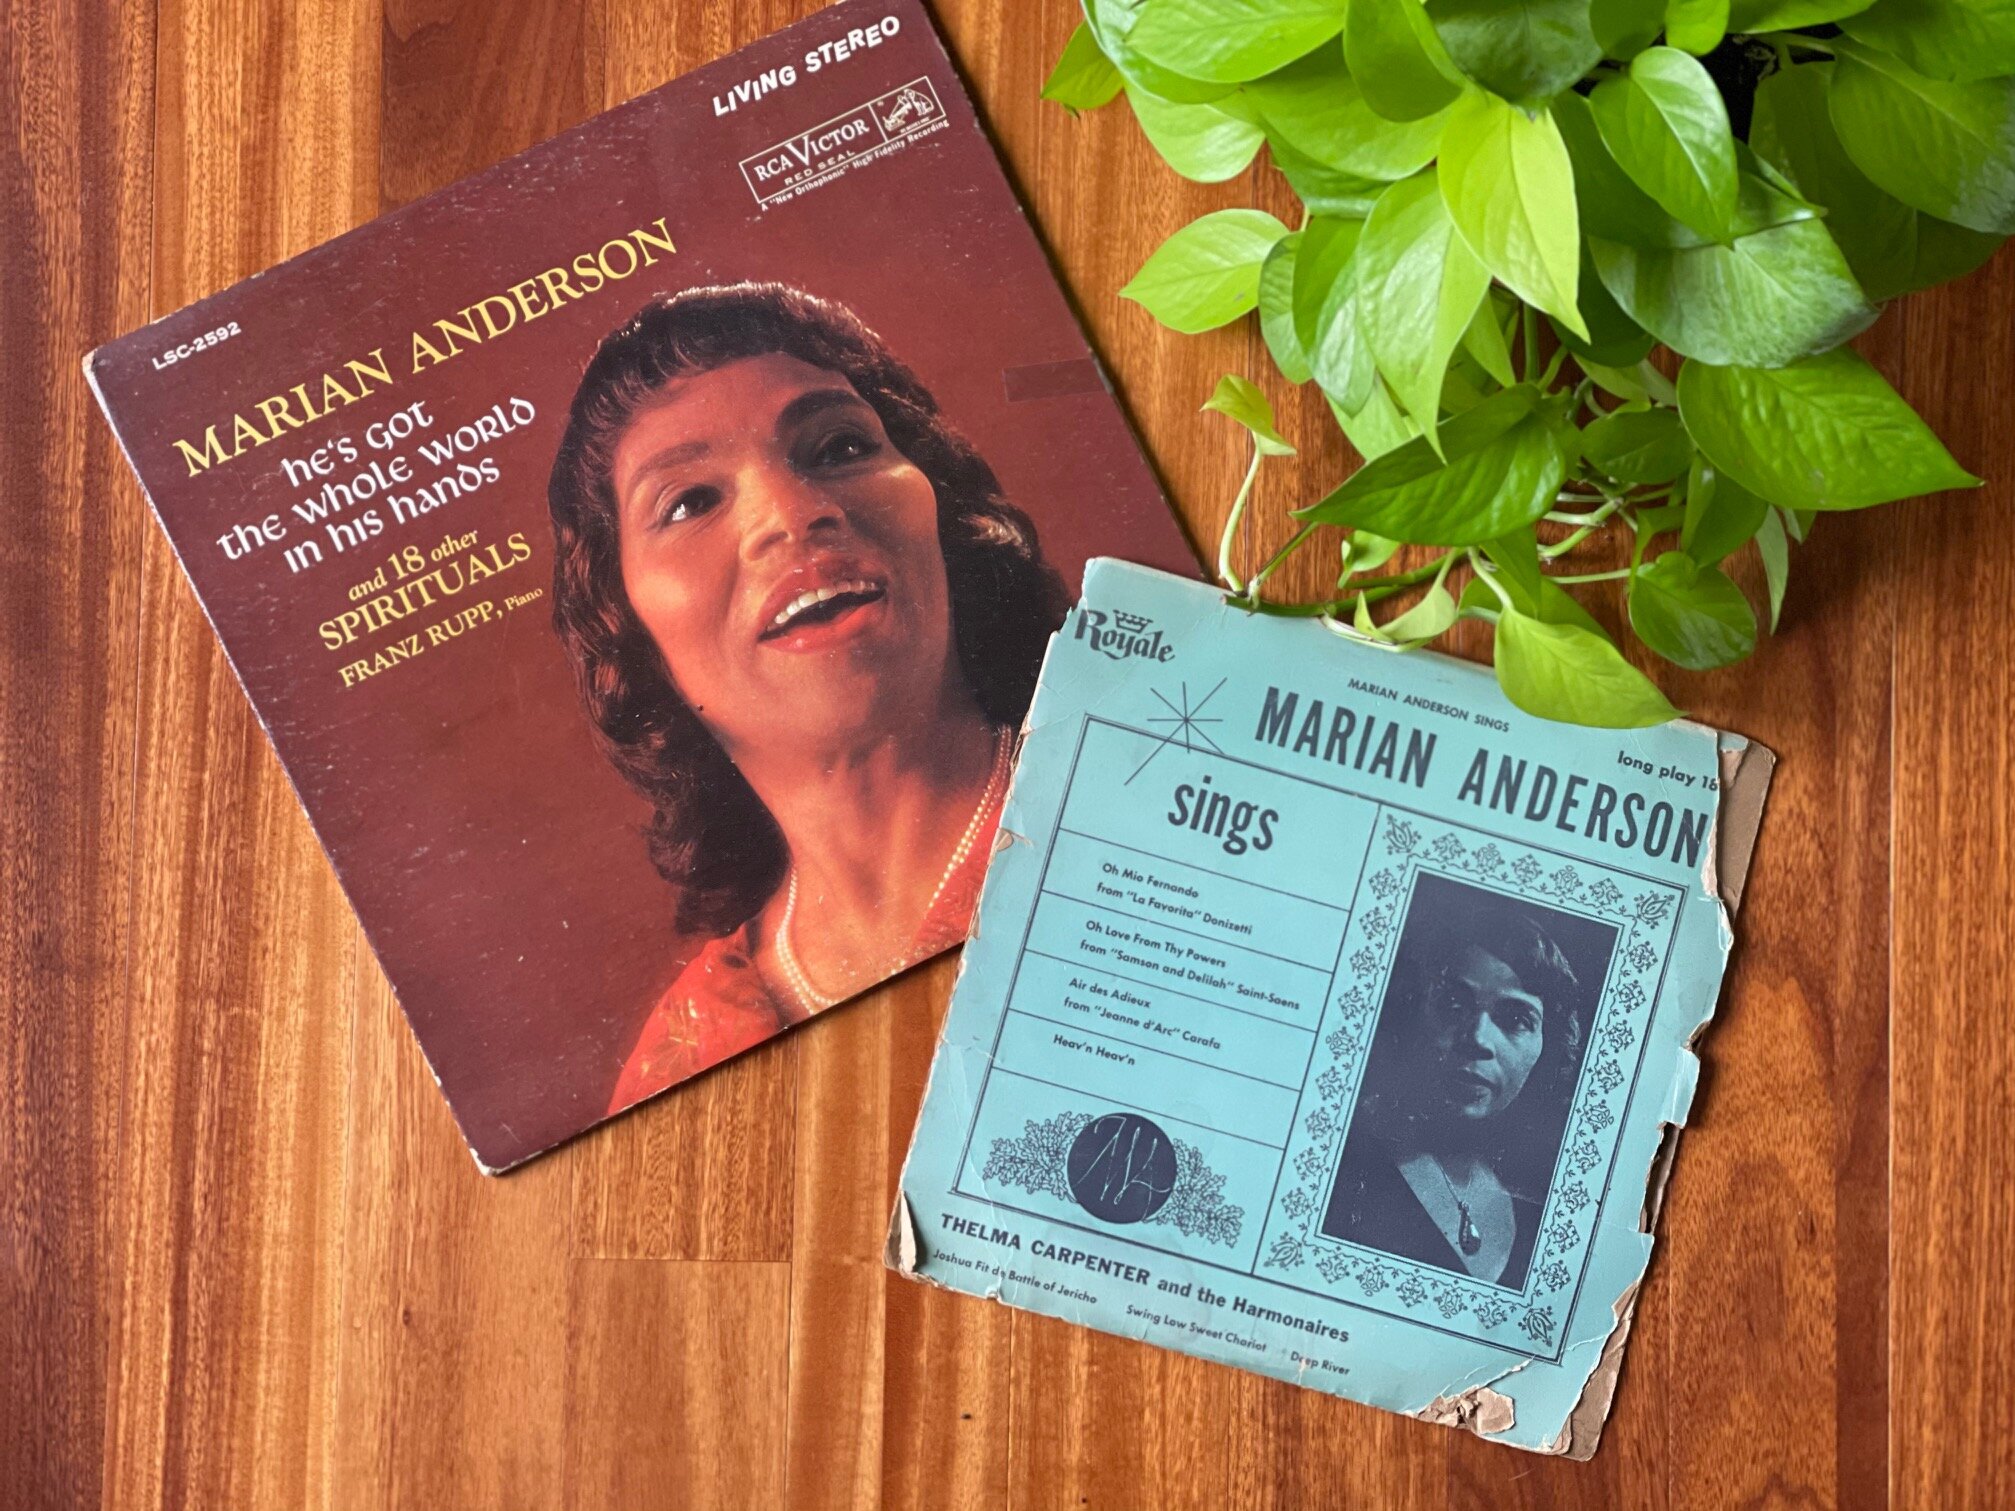 LIVING STEREO
RCA VICTOR
RED SEAL
A "New Orthophonic" High Fidelity Recording
LSC-2592
MARIAN ANDERSON
he's got
the whole world
in his hands
and 18 other
SPIRITUALS
FRANZ RUPP, Piano
Royale
MARIAN ANDERSON SINGS
long play 18
MARIAN ANDERSON
sings
Oh Mio Fernando
from "La Favorita" Donizetti
Oh Love From Thy Powers
from "Samson and Delilah" Saint-Saens
Air des Adieux
from "Jeanne d'Arc" Carafa
Heav'n Heav'n
THELMA CARPENTER and the Harmonaires
Joshua Fit de Battle of Jericho Swing Low Sweet Chariot Deep River